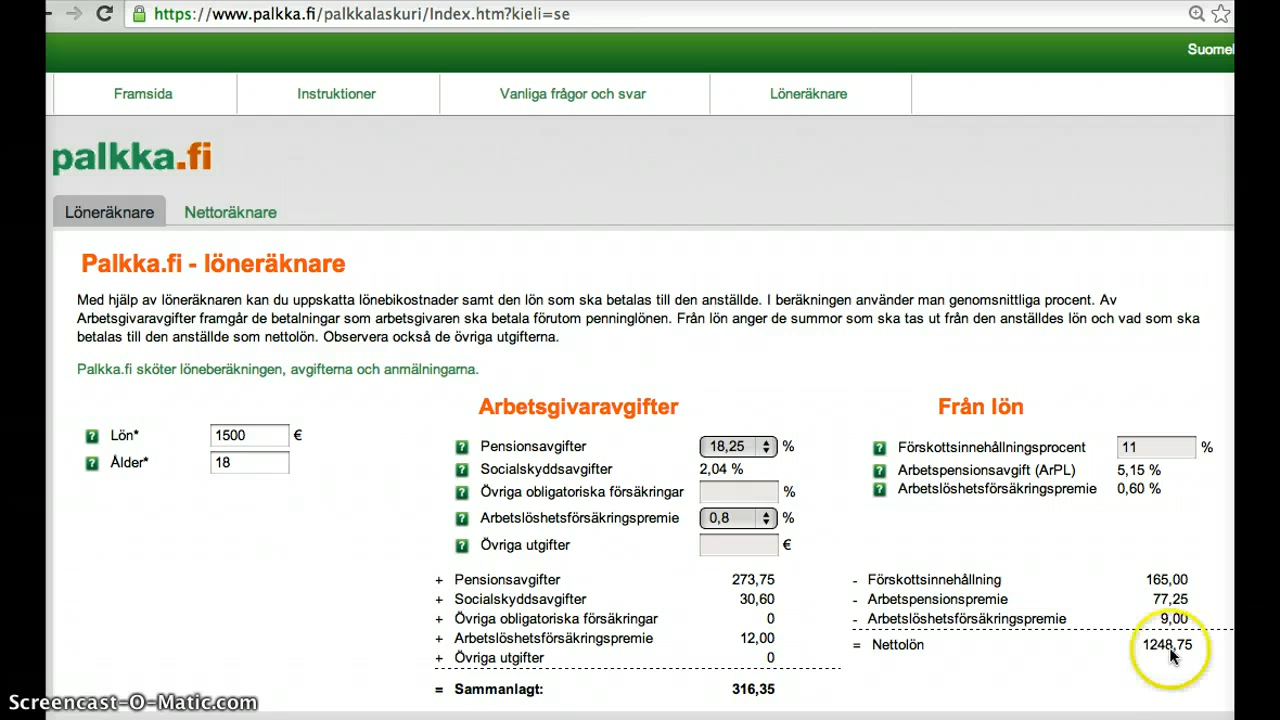 https://www.palkka.fi/palkkalaskuri/Index.htm?kieli=se
Framsida
Instruktioner
Vanliga frågor och svar
Löneräknare
palkka.fi
Löneräknare
Nettoräknare
Palkka.fi - löneräknare
Med hjälp av löneräknaren kan du uppskatta lönebikostnader samt den lön som ska betalas till den anställde. I beräkningen använder man genomsnittliga procent. Av
Arbetsgivaravgifter framgår de betalningar som arbetsgivaren ska betala förutom penninglönen. Från lön anger de summor som ska tas ut från den anställdes lön och vad som ska
betalas till den anställde som nettolön. Observera också de övriga utgifterna.
Palkka.fi sköter löneberäkningen, avgifterna och anmälningarna.
? Lön* 1500 €
? Ålder* 18
Arbetsgivaravgifter
? Pensionsavgifter 18,25 %
? Socialskyddsavgifter 2,04 %
? Övriga obligatoriska försäkringar %
? Arbetslöshetsförsäkringspremie 0,8 %
? Övriga utgifter €
+ Pensionsavgifter 273,75
+ Socialskyddsavgifter 30,60
+ Övriga obligatoriska försäkringar 0
+ Arbetslöshetsförsäkringspremie 12,00
+ Övriga utgifter 0
= Sammanlagt: 316,35
Från lön
? Förskottsinnehållningsprocent 11 %
? Arbetspensionsavgift (ArPL) 5,15 %
? Arbetslöshetsförsäkringspremie 0,60 %
- Förskottsinnehållning 165,00
- Arbetspensionspremie 77,25
- Arbetslöshetsförsäkringspremie 9,00
= Nettolön 1248,75
Screencast-O-Matic.com